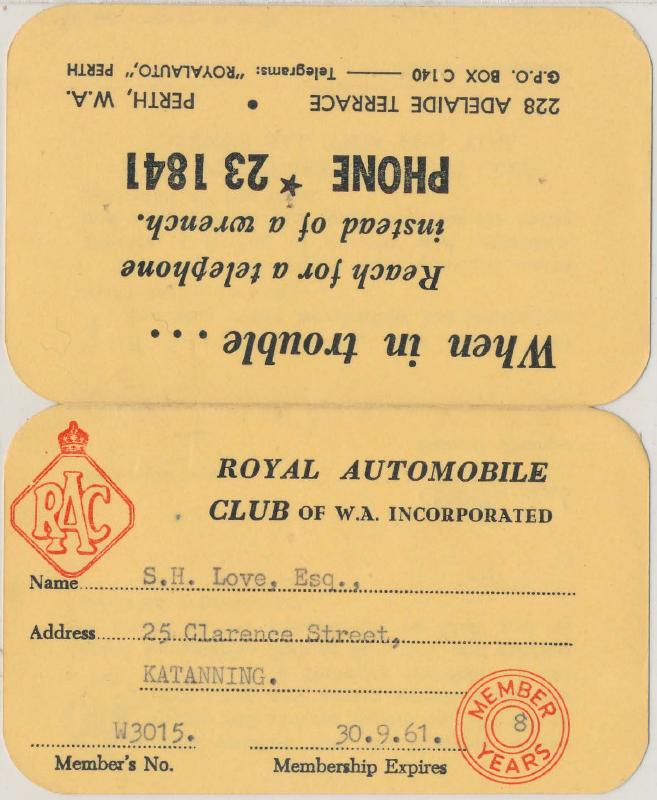 When in trouble...
Reach for a telephone
instead of a wrench.
PHONE * 23 1841
228 ADELAIDE TERRACE • PERTH, W.A.
G.P.O. BOX C140 —— Telegrams: "ROYALAUTO," PERTH
RAC
ROYAL AUTOMOBILE
CLUB OF W.A. INCORPORATED
Name S.H. Love, Esq.,
Address 25 Clarence Street,
KATANNING.
W3015. 30.9.61.
Member's No. Membership Expires
MEMBER
8
YEARS